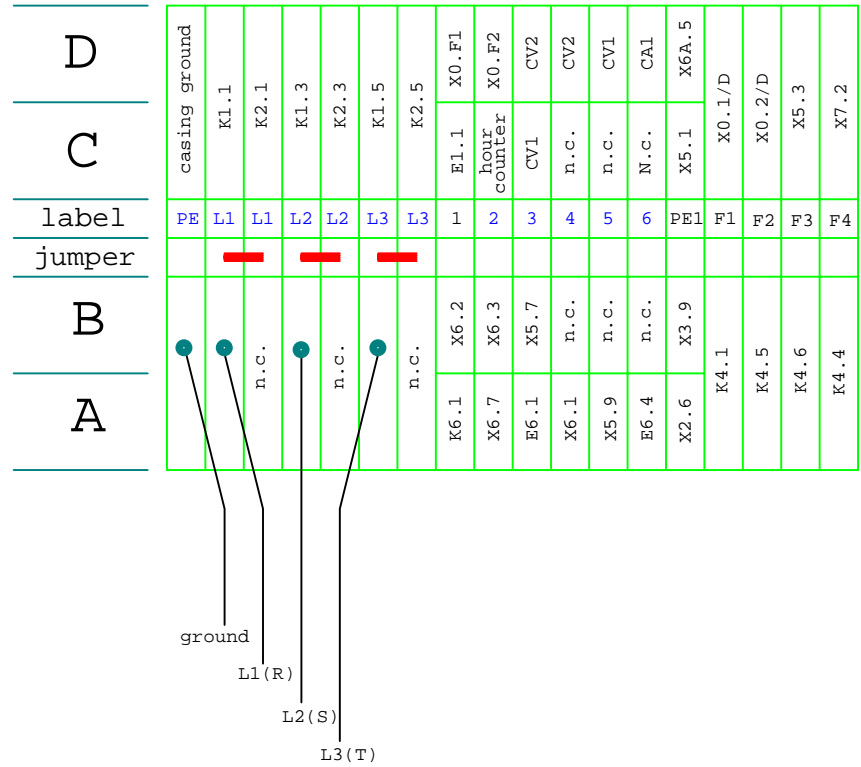 D casing ground K1.1 K2.1 K1.3 K2.3 K1.5 K2.5 X0.F1 X0.F2 CV2 CV2 CV1 CA1 X6A.5 X0.1/D X0.2/D X5.3 X7.2
C E1.1 hour counter CV1 n.c. n.c. N.c. X5.1
label PE L1 L1 L2 L2 L3 L3 1 2 3 4 5 6 PE1 F1 F2 F3 F4
jumper
B n.c. n.c. n.c. X6.2 X6.3 X5.7 n.c. n.c. n.c. X3.9 K4.1 K4.5 K4.6 K4.4
A K6.1 X6.7 E6.1 X6.1 X5.9 E6.4 X2.6
ground
L1(R)
L2(S)
L3(T)